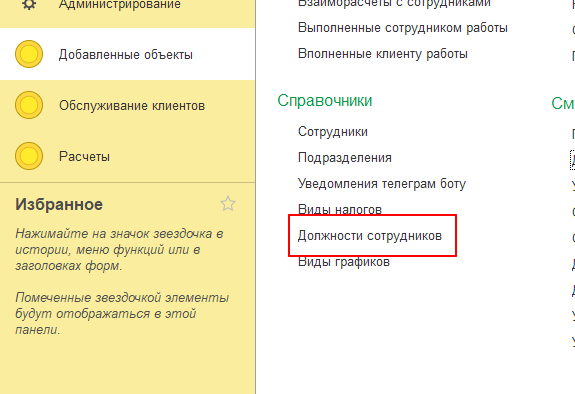 Администрирование
Добавленные объекты
Обслуживание клиентов
Расчеты
Избранное
Нажимайте на значок звездочка в
истории, меню функций или в
заголовках форм.
Помеченные звездочкой элементы
будут отображаться в этой
панели.
Взаиморасчеты с сотрудниками
Выполненные сотрудником работы
Вполненные клиенту работы
Справочники
Сотрудники
Подразделения
Уведомления телеграм боту
Виды налогов
Должности сотрудников
Виды графиков
См